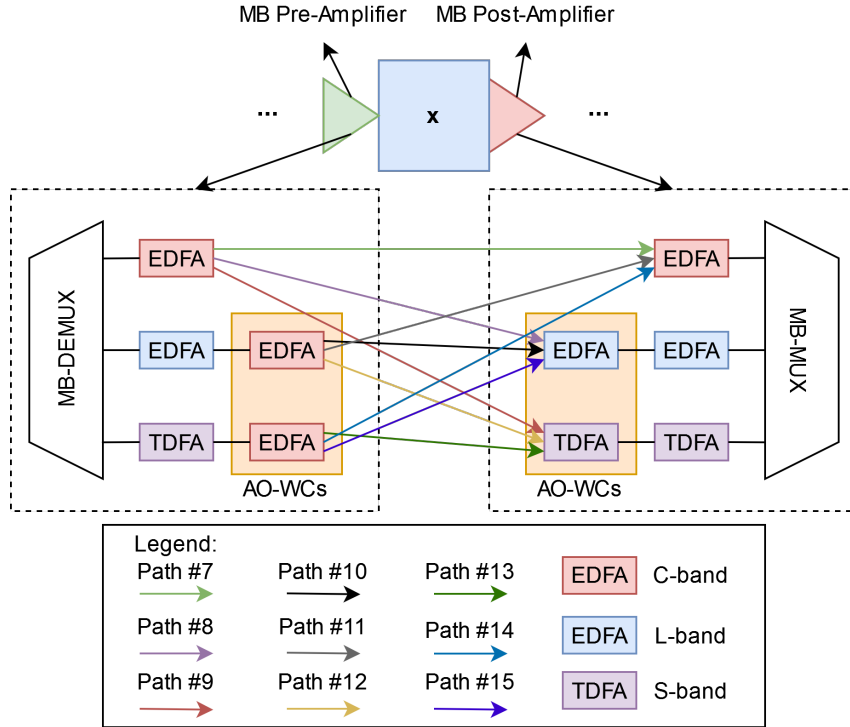 MB Pre-Amplifier MB Post-Amplifier
... x ...
EDFA EDFA
MB-DEMUX EDFA EDFA EDFA EDFA MB-MUX
TDFA EDFA TDFA TDFA
AO-WCs AO-WCs
Legend:
Path #7 Path #10 Path #13 EDFA C-band
Path #8 Path #11 Path #14 EDFA L-band
Path #9 Path #12 Path #15 TDFA S-band